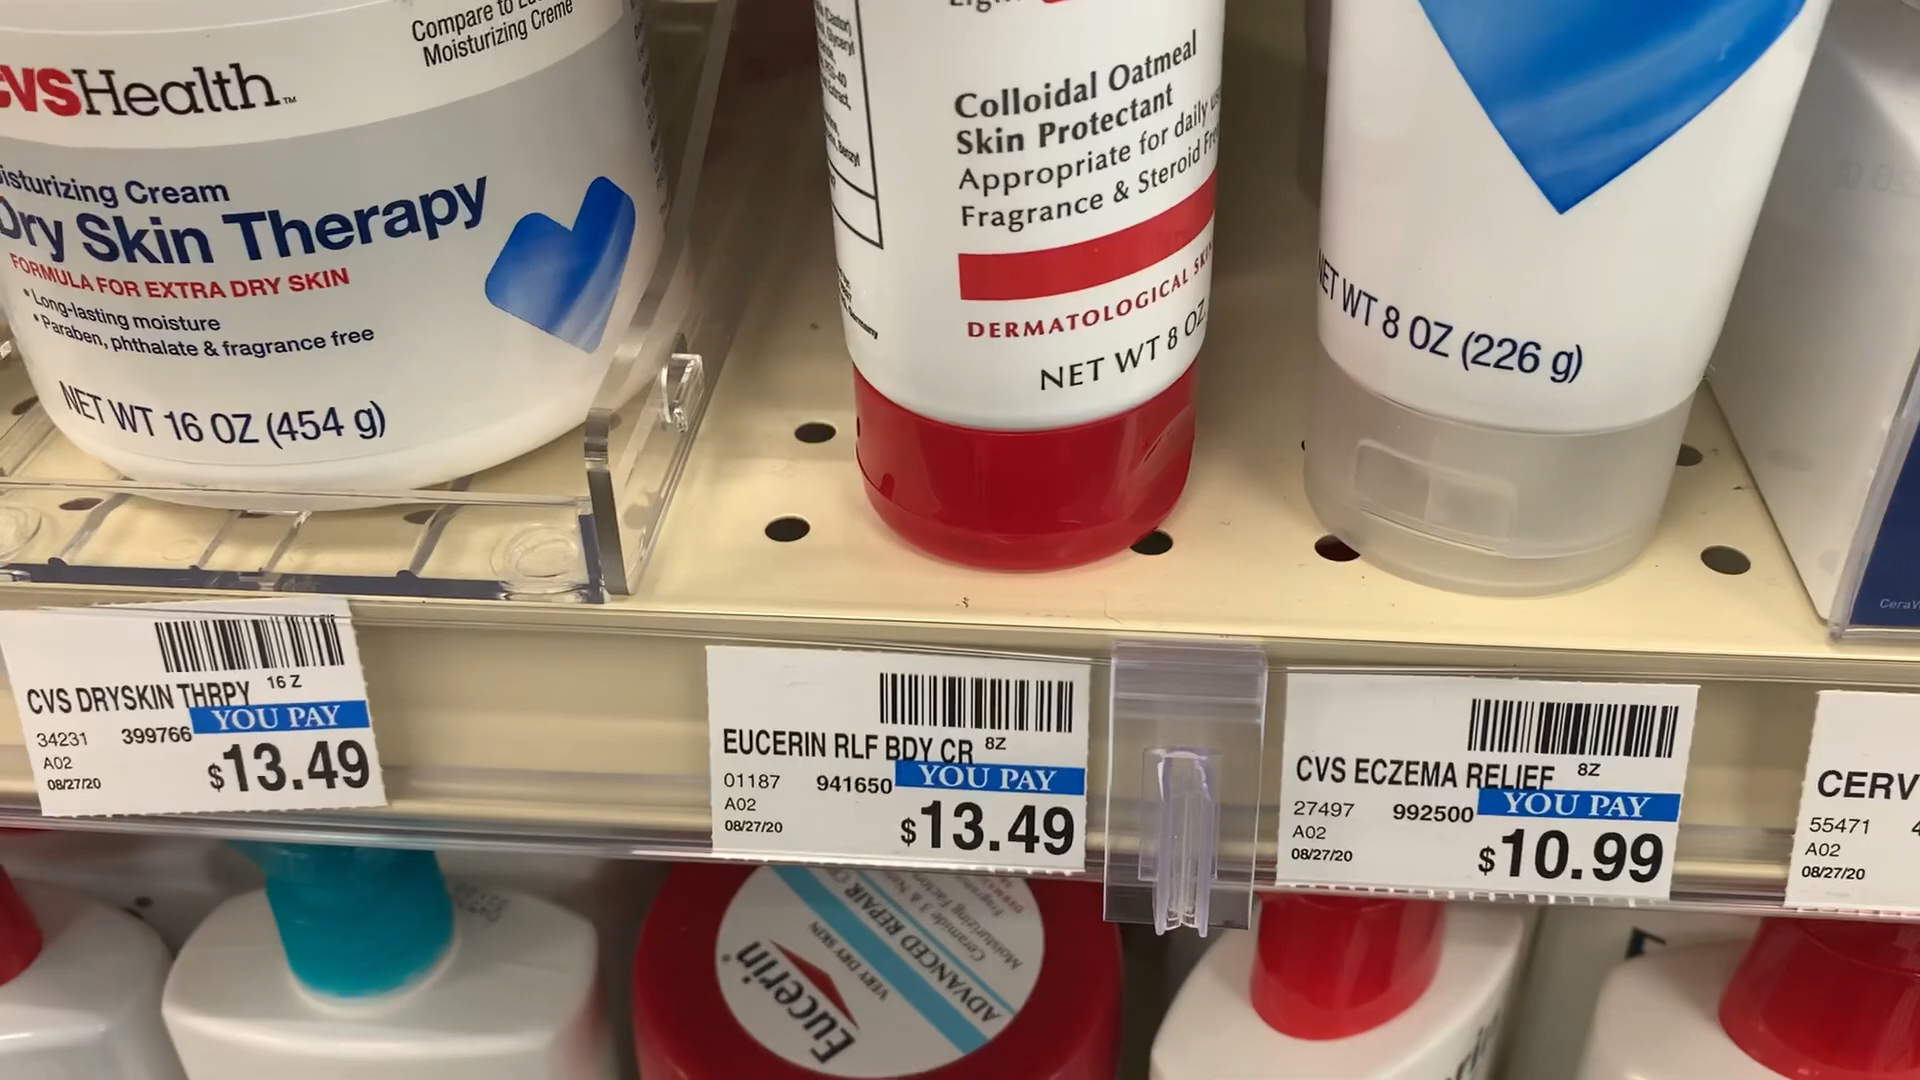 Compare to
Moisturizing Creme
CVSHealth™
Moisturizing Cream
Dry Skin Therapy
FORMULA FOR EXTRA DRY SKIN
• Long-lasting moisture
• Paraben, phthalate & fragrance free
NET WT 16 OZ (454 g)
Colloidal Oatmeal
Skin Protectant
Appropriate for daily
Fragrance & Steroid
DERMATOLOGICAL
NET WT 8 OZ
NET WT 8 OZ (226 g)
CVS DRYSKIN THRPY 16 Z
34231 399766 YOU PAY
A02
08/27/20
$13.49
EUCERIN RLF BDY CR 8Z
01187 941650 YOU PAY
A02
08/27/20
$13.49
CVS ECZEMA RELIEF 8Z
27497 992500 YOU PAY
A02
08/27/20
$10.99
CERV
55471 4
A02
08/27/20
Eucerin
VERY DRY SKIN
ADVANCED REPAIR